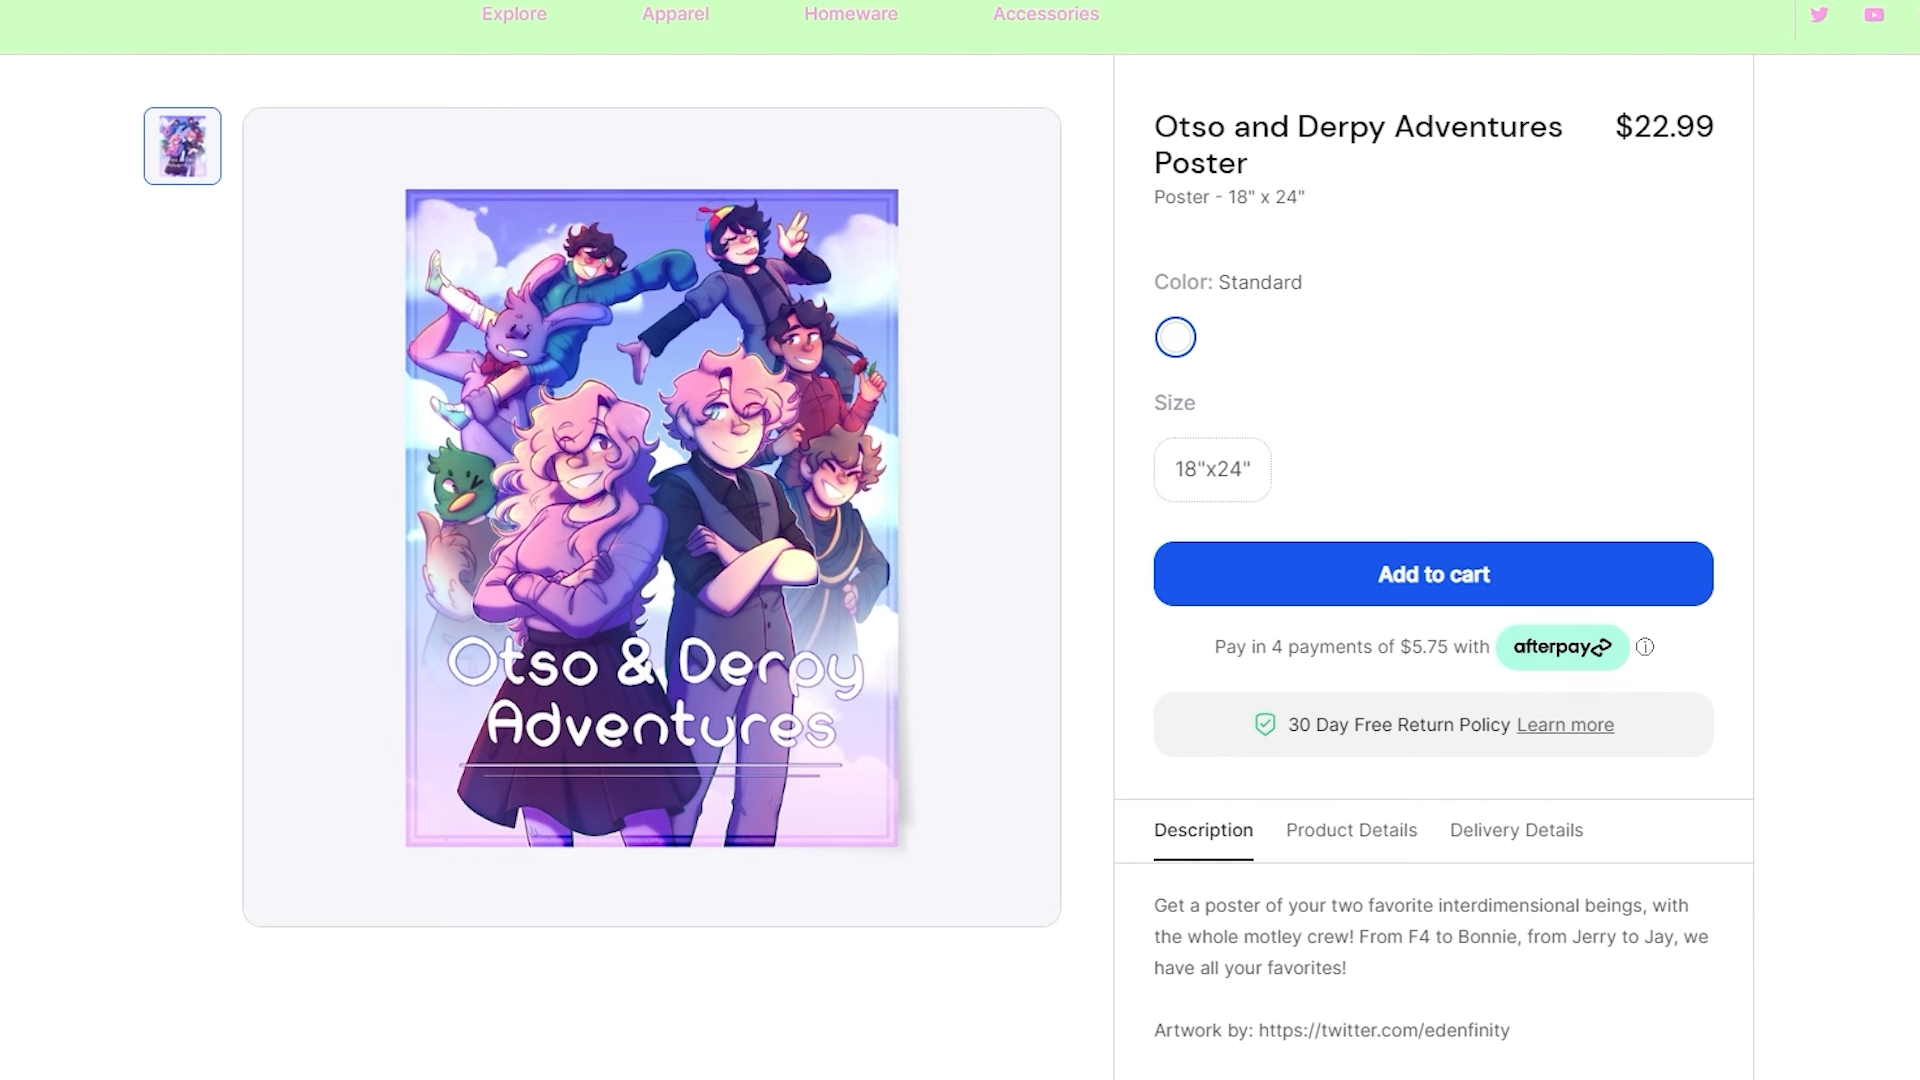 Explore Apparel Homeware Accessories
Otso & Derpy
Adventures
Otso and Derpy Adventures $22.99
Poster
Poster - 18" x 24"
Color: Standard
Size
18"x24"
Add to cart
Pay in 4 payments of $5.75 with afterpay ⓘ
30 Day Free Return Policy Learn more
Description Product Details Delivery Details
Get a poster of your two favorite interdimensional beings, with
the whole motley crew! From F4 to Bonnie, from Jerry to Jay, we
have all your favorites!
Artwork by: https://twitter.com/edenfinity